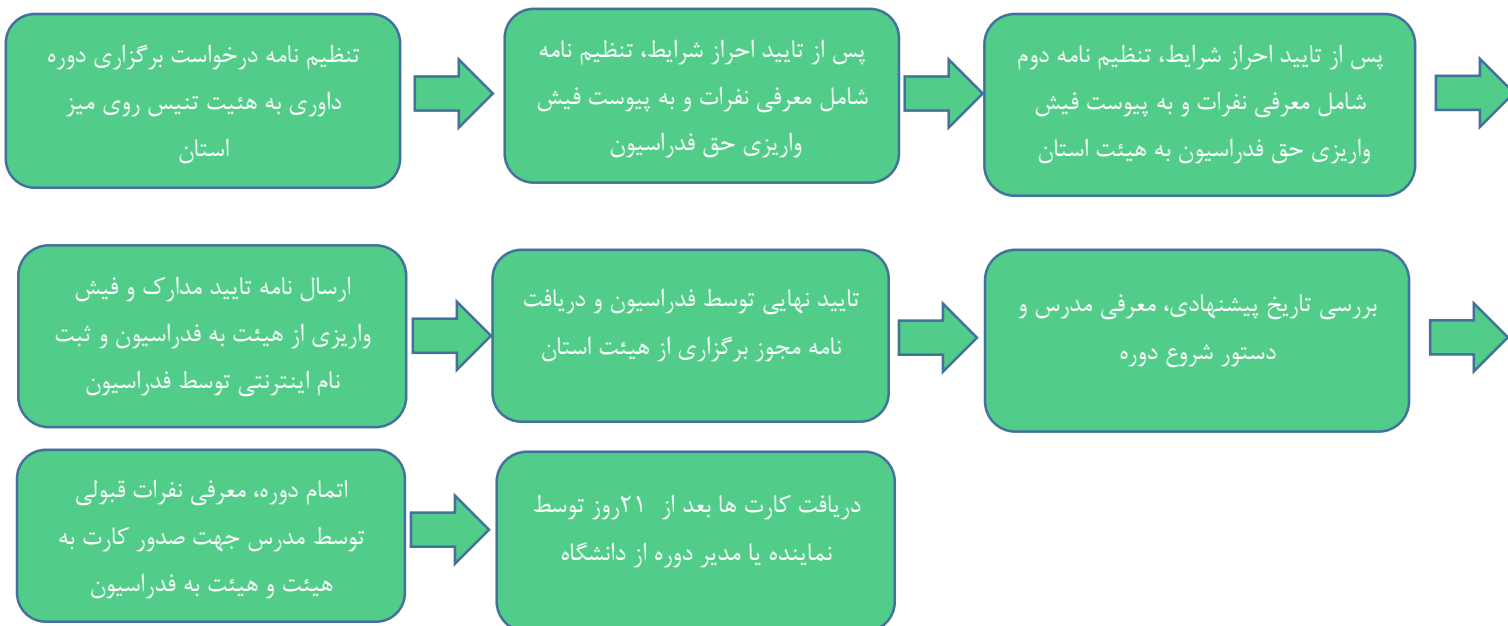 تنظیم نامه درخواست برگزاری دوره
داوری به هئیت تنیس روی میز
استان
پس از تایید احراز شرایط، تنظیم نامه
شامل معرفی نفرات و به پیوست فیش
واریزی حق فدراسیون
پس از تایید احراز شرایط، تنظیم نامه دوم
شامل معرفی نفرات و به پیوست فیش
واریزی حق فدراسیون به هیئت استان
ارسال نامه تایید مدارک و فیش
واریزی از هیئت به فدراسیون و ثبت
نام اینترنتی توسط فدراسیون
تایید نهایی توسط فدراسیون و دریافت
نامه مجوز برگزاری از هیئت استان
بررسی تاریخ پیشنهادی، معرفی مدرس و
دستور شروع دوره
اتمام دوره، معرفی نفرات قبولی
توسط مدرس جهت صدور کارت به
هیئت و هیئت به فدراسیون
دریافت کارت ها بعد از ۲۱روز توسط
نماینده یا مدیر دوره از دانشگاه